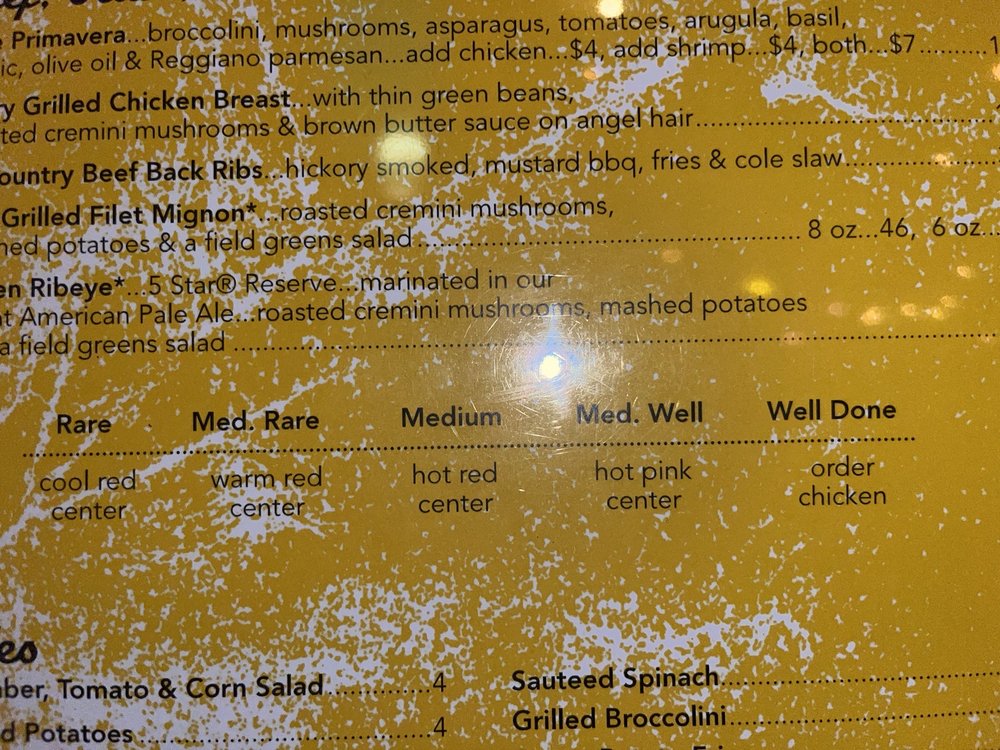 Primavera...broccolini, mushrooms, asparagus, tomatoes, arugula, basil,
ic, olive oil & Reggiano parmesan...add chicken...$4, add shrimp...$4, both...$7..........1
y Grilled Chicken Breast...with thin green beans,
ted cremini mushrooms & brown butter sauce on angel hair
ountry Beef Back Ribs...hickory smoked, mustard bbq, fries & cole slaw
Grilled Filet Mignon*...roasted cremini mushrooms,
hed potatoes & a field greens salad 8 oz...46, 6 oz...
en Ribeye*...5 Star® Reserve...marinated in our
t American Pale Ale...roasted cremini mushrooms, mashed potatoes
a field greens salad
Rare Med. Rare Medium Med. Well Well Done
cool red warm red hot red hot pink order
center center center center chicken
es
ber, Tomato & Corn Salad 4 Sauteed Spinach
d Potatoes 4 Grilled Broccolini